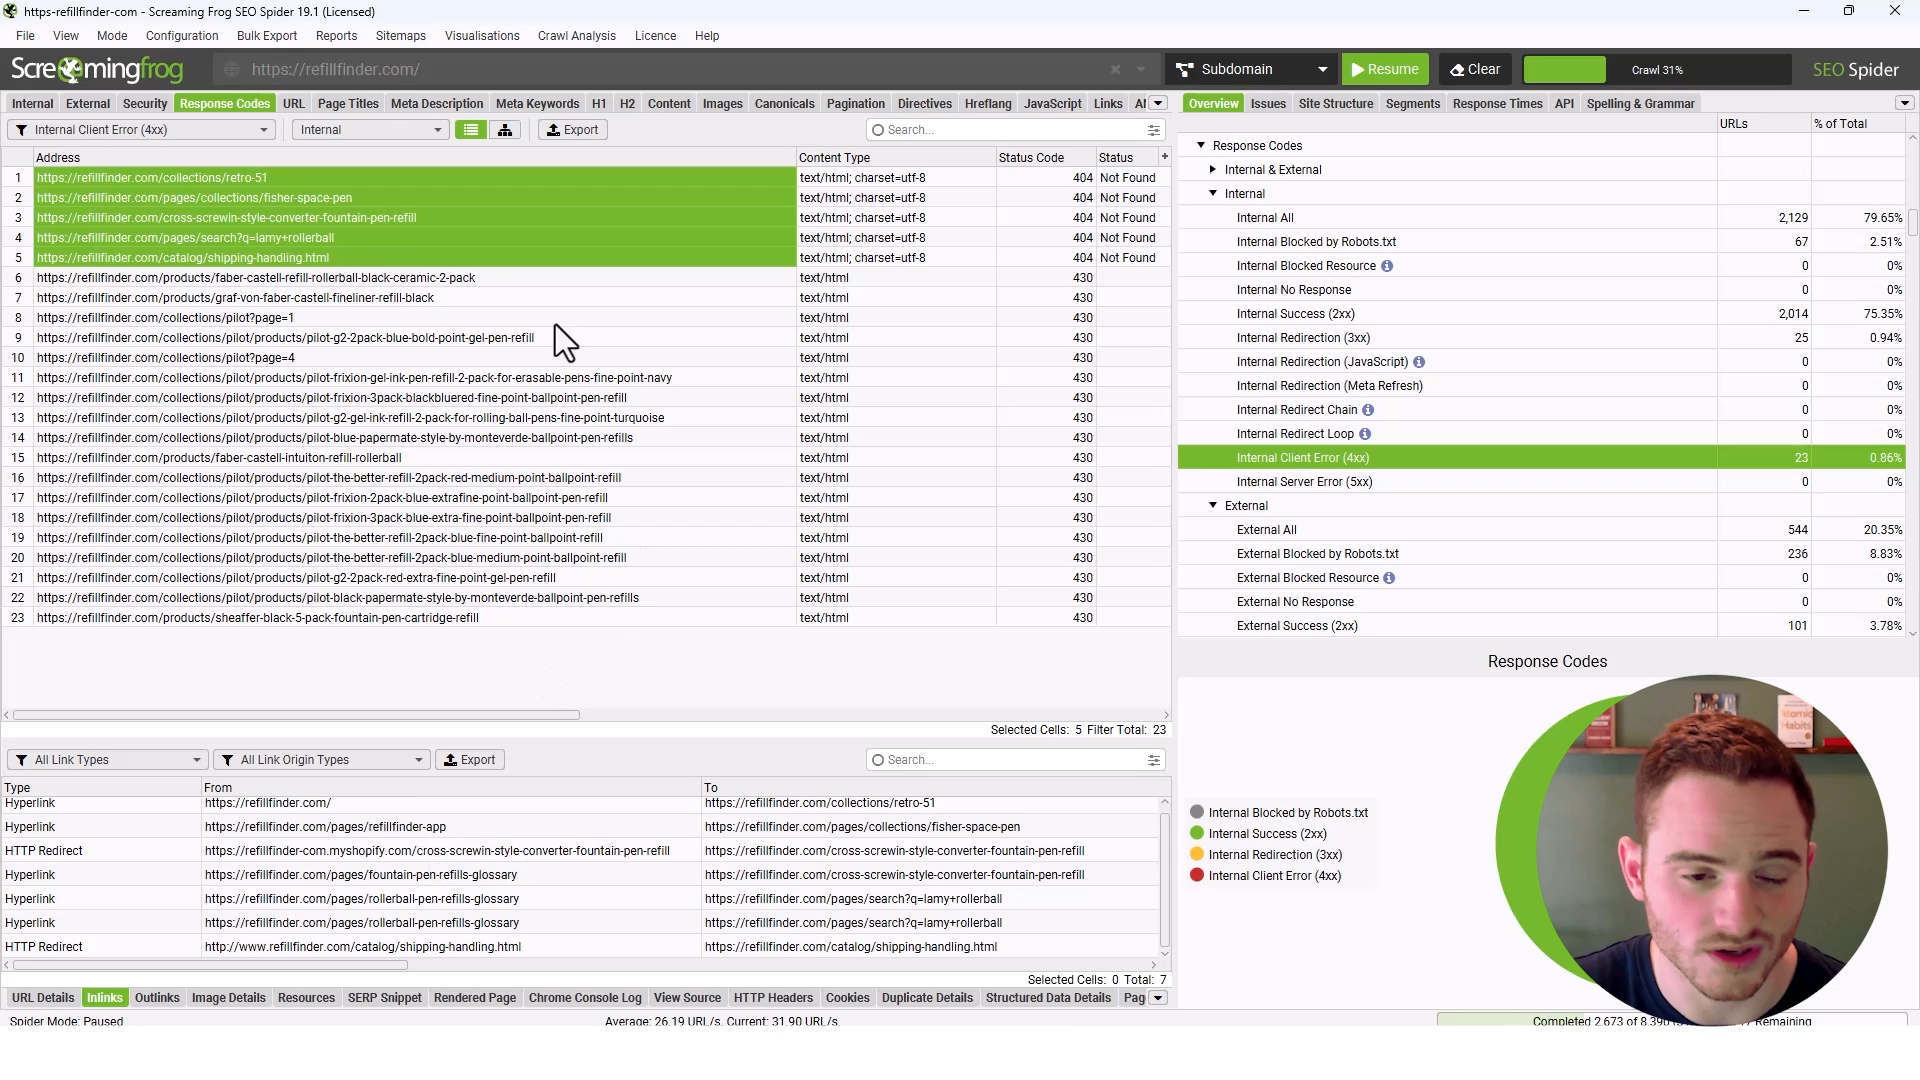 https-refillfinder-com - Screaming Frog SEO Spider 19.1 (Licensed)
File View Mode Configuration Bulk Export Reports Sitemaps Visualisations Crawl Analysis Licence Help
Screamingfrog https://refillfinder.com/ Subdomain Resume Clear Crawl 31% SEO Spider
Internal External Security Response Codes URL Page Titles Meta Description Meta Keywords H1 H2 Content Images Canonicals Pagination Directives Hreflang JavaScript Links
Overview Issues Site Structure Segments Response Times API Spelling & Grammar
Internal Client Error (4xx) Internal Export Search...
Address Content Type Status Code Status +
1 https://refillfinder.com/collections/retro-51 text/html; charset=utf-8 404 Not Found
2 https://refillfinder.com/pages/collections/fisher-space-pen text/html; charset=utf-8 404 Not Found
3 https://refillfinder.com/cross-screwin-style-converter-fountain-pen-refill text/html; charset=utf-8 404 Not Found
4 https://refillfinder.com/pages/search?q=lamy+rollerball text/html; charset=utf-8 404 Not Found
5 https://refillfinder.com/catalog/shipping-handling.html text/html; charset=utf-8 404 Not Found
6 https://refillfinder.com/products/faber-castell-refill-rollerball-black-ceramic-2-pack text/html 430
7 https://refillfinder.com/products/graf-von-faber-castell-fineliner-refill-black text/html 430
8 https://refillfinder.com/collections/pilot?page=1 text/html 430
9 https://refillfinder.com/collections/pilot/products/pilot-g2-2pack-blue-bold-point-gel-pen-refill text/html 430
10 https://refillfinder.com/collections/pilot?page=4 text/html 430
11 https://refillfinder.com/collections/pilot/products/pilot-frixion-gel-ink-pen-refill-2-pack-for-erasable-pens-fine-point-navy text/html 430
12 https://refillfinder.com/collections/pilot/products/pilot-frixion-3pack-blackbluered-fine-point-ballpoint-pen-refill text/html 430
13 https://refillfinder.com/collections/pilot/products/pilot-g2-gel-ink-refill-2-pack-for-rolling-ball-pens-fine-point-turquoise text/html 430
14 https://refillfinder.com/collections/pilot/products/pilot-blue-papermate-style-by-monteverde-ballpoint-pen-refills text/html 430
15 https://refillfinder.com/products/faber-castell-intuiton-refill-rollerball text/html 430
16 https://refillfinder.com/collections/pilot/products/pilot-the-better-refill-2pack-red-medium-point-ballpoint-refill text/html 430
17 https://refillfinder.com/collections/pilot/products/pilot-frixion-2pack-blue-extrafine-point-ballpoint-pen-refill text/html 430
18 https://refillfinder.com/collections/pilot/products/pilot-frixion-3pack-blue-extra-fine-point-ballpoint-pen-refill text/html 430
19 https://refillfinder.com/collections/pilot/products/pilot-the-better-refill-2pack-blue-fine-point-ballpoint-refill text/html 430
20 https://refillfinder.com/collections/pilot/products/pilot-the-better-refill-2pack-blue-medium-point-ballpoint-refill text/html 430
21 https://refillfinder.com/collections/pilot/products/pilot-g2-2pack-red-extra-fine-point-gel-pen-refill text/html 430
22 https://refillfinder.com/collections/pilot/products/pilot-black-papermate-style-by-monteverde-ballpoint-pen-refills text/html 430
23 https://refillfinder.com/products/sheaffer-black-5-pack-fountain-pen-cartridge-refill text/html 430
Selected Cells: 5 Filter Total: 23
URLs % of Total
Response Codes
Internal & External
Internal
Internal All 2,129 79.65%
Internal Blocked by Robots.txt 67 2.51%
Internal Blocked Resource 0 0%
Internal No Response 0 0%
Internal Success (2xx) 2,014 75.35%
Internal Redirection (3xx) 25 0.94%
Internal Redirection (JavaScript) 0 0%
Internal Redirection (Meta Refresh) 0 0%
Internal Redirect Chain 0 0%
Internal Redirect Loop 0 0%
Internal Client Error (4xx) 23 0.86%
Internal Server Error (5xx) 0 0%
External
External All 544 20.35%
External Blocked by Robots.txt 236 8.83%
External Blocked Resource 0 0%
External No Response 0 0%
External Success (2xx) 101 3.78%
Response Codes
Internal Blocked by Robots.txt
Internal Success (2xx)
Internal Redirection (3xx)
Internal Client Error (4xx)
Habits
All Link Types All Link Origin Types Export Search...
Type From To
Hyperlink https://refillfinder.com/ https://refillfinder.com/collections/retro-51
Hyperlink https://refillfinder.com/pages/refillfinder-app https://refillfinder.com/pages/collections/fisher-space-pen
HTTP Redirect https://refillfinder-com.myshopify.com/cross-screwin-style-converter-fountain-pen-refill https://refillfinder.com/cross-screwin-style-converter-fountain-pen-refill
Hyperlink https://refillfinder.com/pages/fountain-pen-refills-glossary https://refillfinder.com/cross-screwin-style-converter-fountain-pen-refill
Hyperlink https://refillfinder.com/pages/rollerball-pen-refills-glossary https://refillfinder.com/pages/search?q=lamy+rollerball
Hyperlink https://refillfinder.com/pages/rollerball-pen-refills-glossary https://refillfinder.com/pages/search?q=lamy+rollerball
HTTP Redirect http://www.refillfinder.com/catalog/shipping-handling.html https://refillfinder.com/catalog/shipping-handling.html
Selected Cells: 0 Total: 7
URL Details Inlinks Outlinks Image Details Resources SERP Snippet Rendered Page Chrome Console Log View Source HTTP Headers Cookies Duplicate Details Structured Data Details Pag
Spider Mode: Paused Average: 26.19 URL/s. Current: 31.90 URL/s. Completed 2,673 of 8,390 Remaining